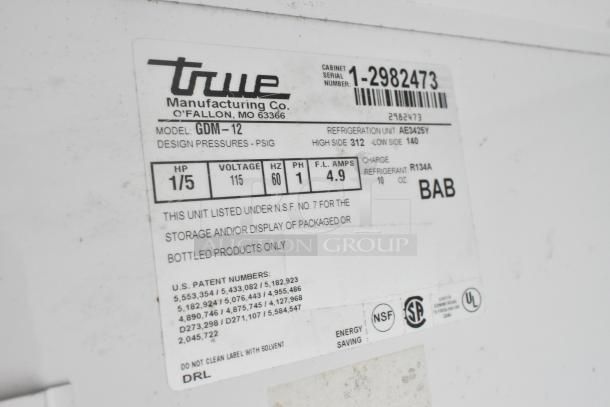 true
Manufacturing Co.
O'FALLON, MO 63366
CABINET
SERIAL
NUMBER:
1-2982473
2982473
MODEL GDM-12
REFRIGERATION UNIT AE3425Y
DESIGN PRESSURES - PSIG
HIGH SIDE 312 -LOW SIDE 140
HP VOLTAGE HZ PH F.L. AMPS
1/5 115 60 1 4.9
CHARGE
REFRIGERANT R134A
10 OZ
BAB
THIS UNIT LISTED UNDER N.S.F. NO. 7 FOR THE
STORAGE AND/OR DISPLAY OF PACKAGED OR
BOTTLED PRODUCTS ONLY
AUCTION GROUP
U.S. PATENT NUMBERS:
5,553,354 / 5,433,082 / 5,182,923
5,182,924 / 5,076,443 / 4,955,486
4,890,746 / 4,875,745 / 4,127,968
D273,298 / D271,107 / 5,584,547
2,045,722
ENERGY
SAVING
NSF
SA
UL
DO NOT CLEAN LABEL WITH SOLVENT
DRL